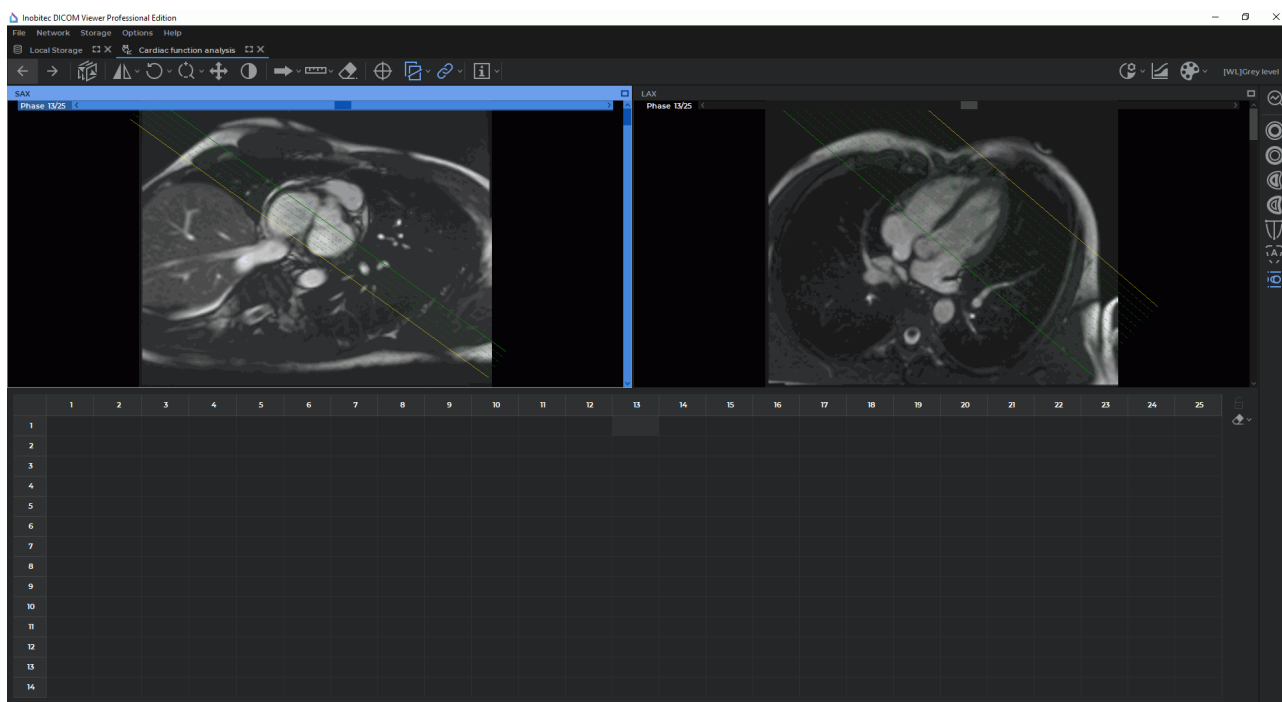 Inobitec DICOM Viewer Professional Edition
File Network Storage Options Help
Local Storage Cardiac function analysis
[WL]Grey level
SAX
Phase 13/25
LAX
Phase 13/25
A
1 2 3 4 5 6 7 8 9 10 11 12 13 14 15 16 17 18 19 20 21 22 23 24 25
1
2
3
4
5
6
7
8
9
10
11
12
13
14